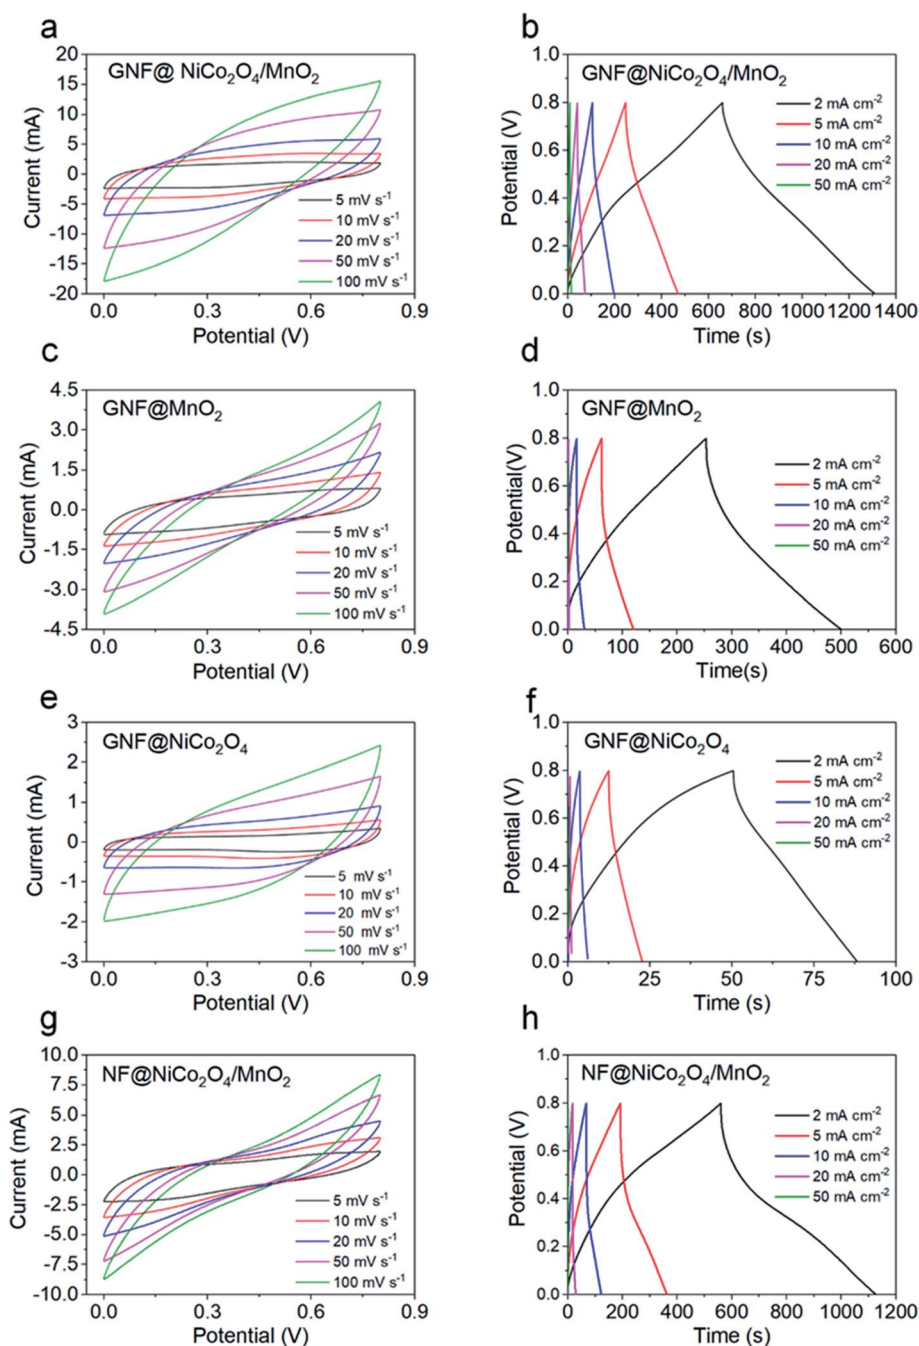 a
GNF@ NiCo₂O₄/MnO₂
20
15
10
5
0
-5
-10
-15
-20
Current (mA)
5 mV s⁻¹
10 mV s⁻¹
20 mV s⁻¹
50 mV s⁻¹
100 mV s⁻¹
0.0 0.3 0.6 0.9
Potential (V)
b
GNF@NiCo₂O₄/MnO₂
1.0
0.8
0.6
0.4
0.2
0.0
Potential (V)
2 mA cm⁻²
5 mA cm⁻²
10 mA cm⁻²
20 mA cm⁻²
50 mA cm⁻²
0 200 400 600 800 1000 1200 1400
Time (s)
c
GNF@MnO₂
4.5
3.0
1.5
0.0
-1.5
-3.0
-4.5
Current (mA)
5 mV s⁻¹
10 mV s⁻¹
20 mV s⁻¹
50 mV s⁻¹
100 mV s⁻¹
0.0 0.3 0.6 0.9
Potential (V)
d
GNF@MnO₂
1.0
0.8
0.6
0.4
0.2
0.0
Potential(V)
2 mA cm⁻²
5 mA cm⁻²
10 mA cm⁻²
20 mA cm⁻²
50 mA cm⁻²
0 100 200 300 400 500 600
Time(s)
e
GNF@NiCo₂O₄
3
2
1
0
-1
-2
-3
Current (mA)
5 mV s⁻¹
10 mV s⁻¹
20 mV s⁻¹
50 mV s⁻¹
100 mV s⁻¹
0.0 0.3 0.6 0.9
Potential (V)
f
GNF@NiCo₂O₄
1.0
0.8
0.6
0.4
0.2
0.0
Potential (V)
2 mA cm⁻²
5 mA cm⁻²
10 mA cm⁻²
20 mA cm⁻²
50 mA cm⁻²
0 25 50 75 100
Time (s)
g
NF@NiCo₂O₄/MnO₂
10.0
7.5
5.0
2.5
0.0
-2.5
-5.0
-7.5
-10.0
Current (mA)
5 mV s⁻¹
10 mV s⁻¹
20 mV s⁻¹
50 mV s⁻¹
100 mV s⁻¹
0.0 0.3 0.6 0.9
Potential (V)
h
NF@NiCo₂O₄/MnO₂
1.0
0.8
0.6
0.4
0.2
0.0
Potential (V)
2 mA cm⁻²
5 mA cm⁻²
10 mA cm⁻²
20 mA cm⁻²
50 mA cm⁻²
0 200 400 600 800 1000 1200
Time (s)